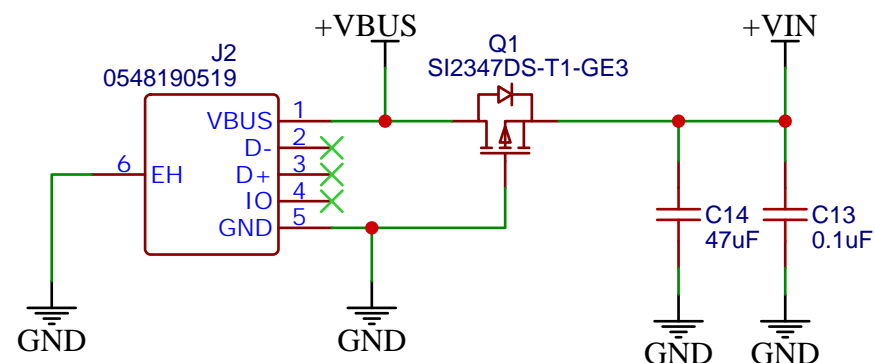 +VBUS
+VIN
J2
0548190519
Q1
SI2347DS-T1-GE3
VBUS 1
D- 2
D+ 3
6 EH
IO 4
GND 5
C14
47uF
C13
0.1uF
GND
GND
GND
GND